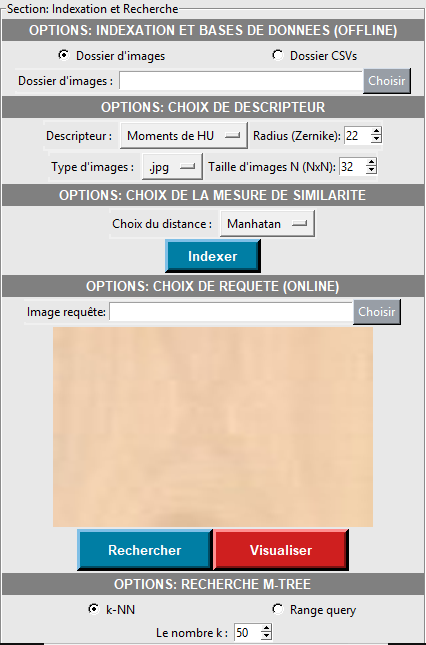 Section: Indexation et Recherche
OPTIONS: INDEXATION ET BASES DE DONNEES (OFFLINE)
Dossier d'images Dossier CSVs
Dossier d'images : Choisir
OPTIONS: CHOIX DE DESCRIPTEUR
Descripteur : Moments de HU Radius (Zernike): 22
Type d'images : .jpg Taille d'images N (NxN): 32
OPTIONS: CHOIX DE LA MESURE DE SIMILARITE
Choix du distance : Manhatan
Indexer
OPTIONS: CHOIX DE REQUETE (ONLINE)
Image requête: Choisir
Rechercher Visualiser
OPTIONS: RECHERCHE M-TREE
k-NN Range query
Le nombre k : 50